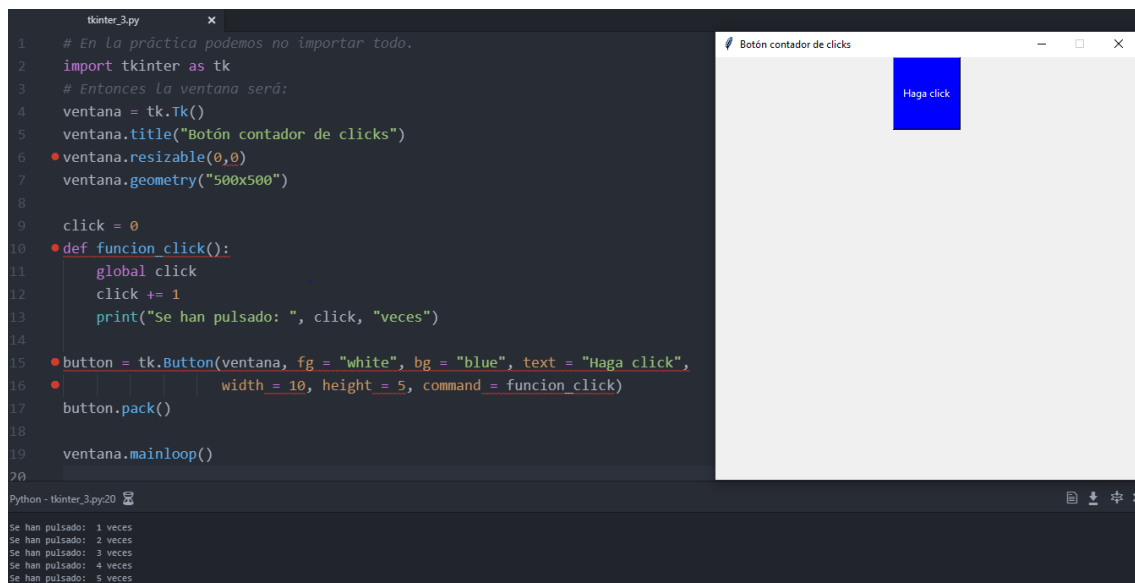 tkinter_3.py
1 # En la práctica podemos no importar todo.
2 import tkinter as tk
3 # Entonces la ventana será:
4 ventana = tk.Tk()
5 ventana.title("Botón contador de clicks")
6 ventana.resizable(0,0)
7 ventana.geometry("500x500")
8
9 click = 0
10 def funcion_click():
11 global click
12 click += 1
13 print("Se han pulsado: ", click, "veces")
14
15 button = tk.Button(ventana, fg = "white", bg = "blue", text = "Haga click",
16 width = 10, height = 5, command = funcion_click)
17 button.pack()
18
19 ventana.mainloop()
20
Botón contador de clicks
Haga click
Python - tkinter_3.py:20
Se han pulsado:  1 veces
Se han pulsado:  2 veces
Se han pulsado:  3 veces
Se han pulsado:  4 veces
Se han pulsado:  5 veces